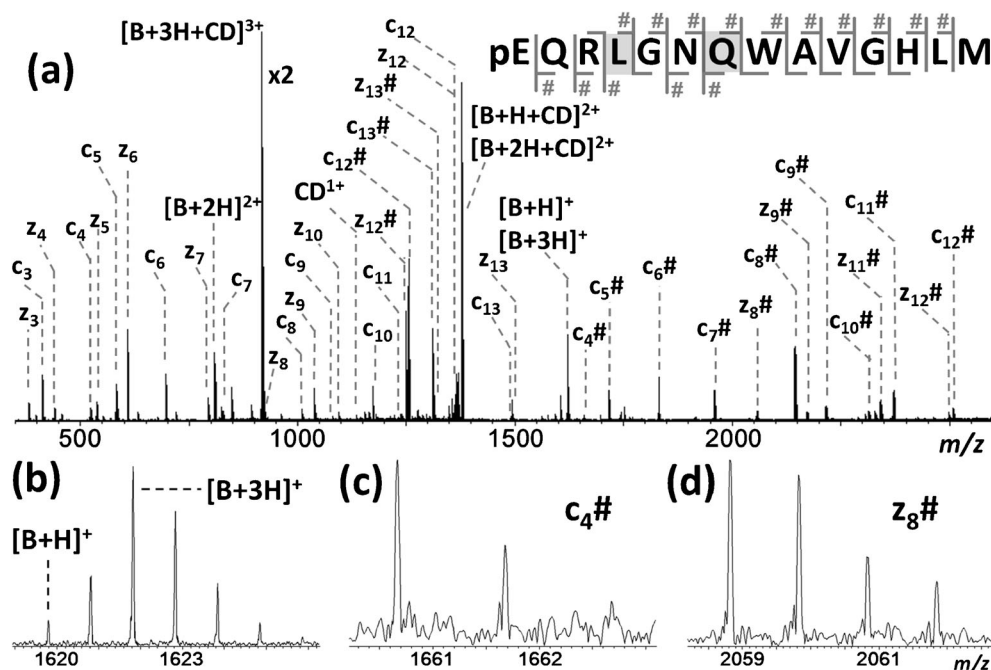 (a)
[B+3H+CD]3+
x2
c12
z12
z13#
c13#
c12#
CD1+
z12#
pEQRLGNQWAVGHLM
# # # # # # # # # # #
# # # # #
[B+H+CD]2+
[B+2H+CD]2+
c5
z6
[B+2H]2+
z4
c4
z5
c3
z3
c6
z7
c7
z10
c9
z9
c8
z8
c11
c10
[B+H]+
[B+3H]+
z13
c13
c4#
c5#
c6#
c7#
z8#
c8#
z9#
c9#
c10#
z11#
c11#
z12#
c12#
500
1000
1500
2000
m/z
(b)
[B+H]+
[B+3H]+
1620
1623
(c)
c4#
1661
1662
(d)
z8#
2059
2061
m/z